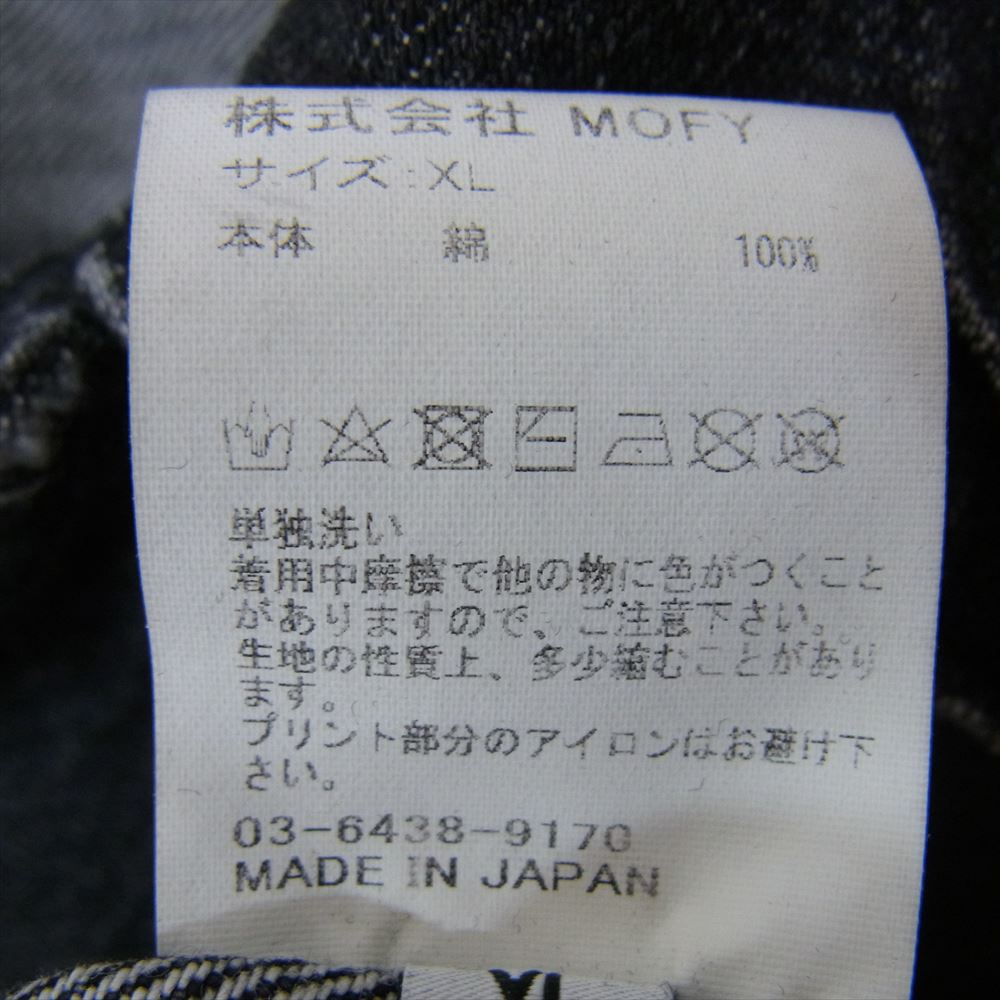 株式会社 MOFY
サイズ:XL
本体 綿 100%
単独洗い
着用中摩擦で他の物に色がつくこと
がありますので、ご注意下さい。
生地の性質上、多少縮むことがあり
ます。
プリント部分のアイロンはお避け下
さい。
03-6438-9170
MADE IN JAPAN
XL